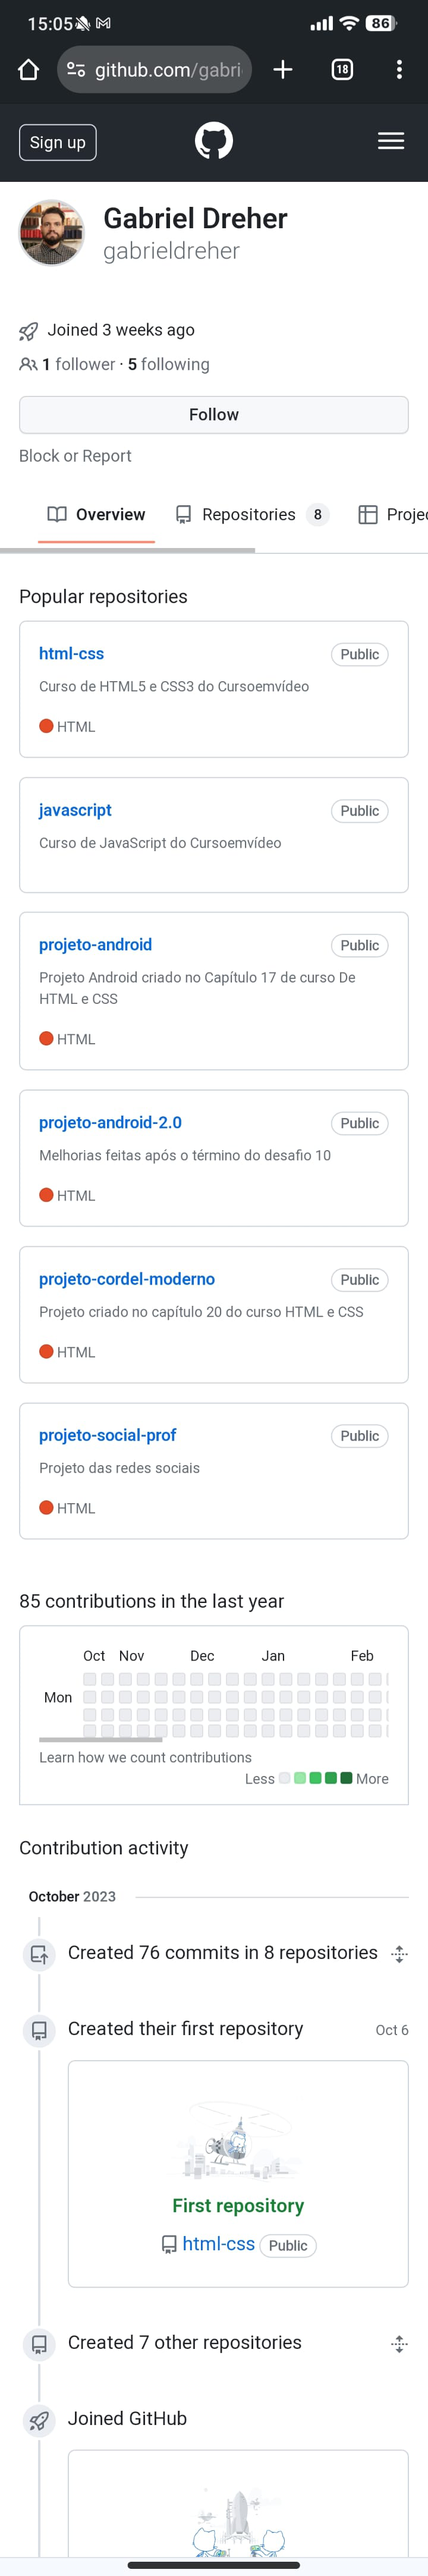 15:05
86
github.com/gabri
18
Sign up
Gabriel Dreher
gabrieldreher
Joined 3 weeks ago
1 follower · 5 following
Follow
Block or Report
Overview
Repositories 8
Projec
Popular repositories
html-css
Public
Curso de HTML5 e CSS3 do Cursoemvídeo
HTML
javascript
Public
Curso de JavaScript do Cursoemvídeo
projeto-android
Public
Projeto Android criado no Capítulo 17 de curso De
HTML e CSS
HTML
projeto-android-2.0
Public
Melhorias feitas após o término do desafio 10
HTML
projeto-cordel-moderno
Public
Projeto criado no capítulo 20 do curso HTML e CSS
HTML
projeto-social-prof
Public
Projeto das redes sociais
HTML
85 contributions in the last year
Oct Nov Dec Jan Feb
Mon
Learn how we count contributions
Less More
Contribution activity
October 2023
Created 76 commits in 8 repositories
Created their first repository
Oct 6
First repository
html-css Public
Created 7 other repositories
Joined GitHub